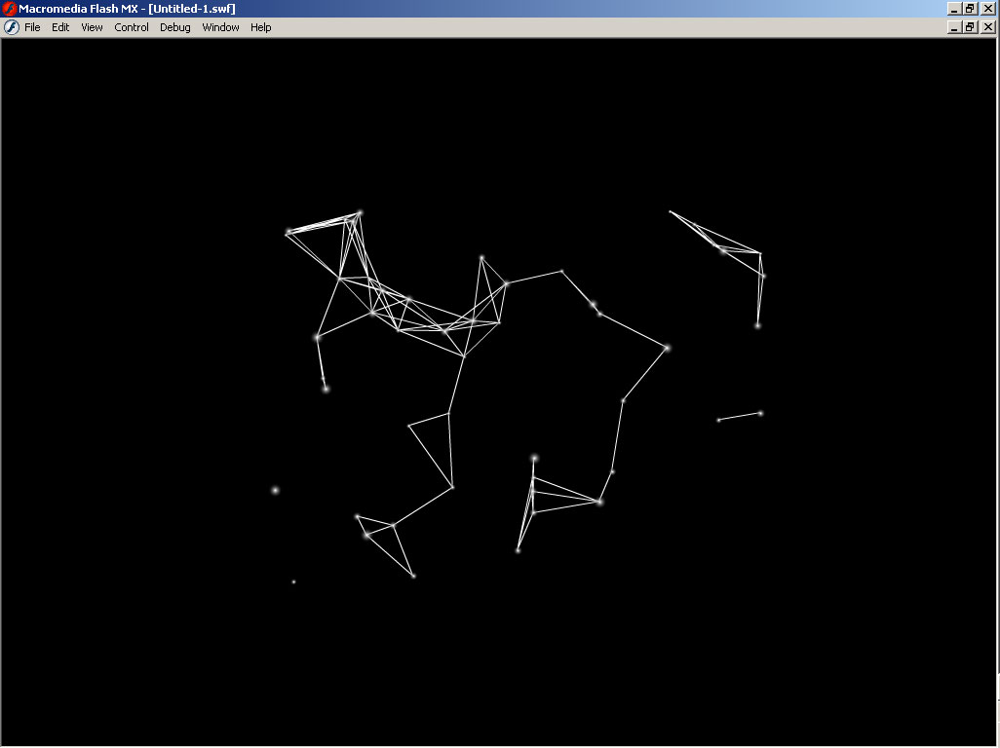 Macromedia Flash MX - [Untitled-1.swf]
File Edit View Control Debug Window Help